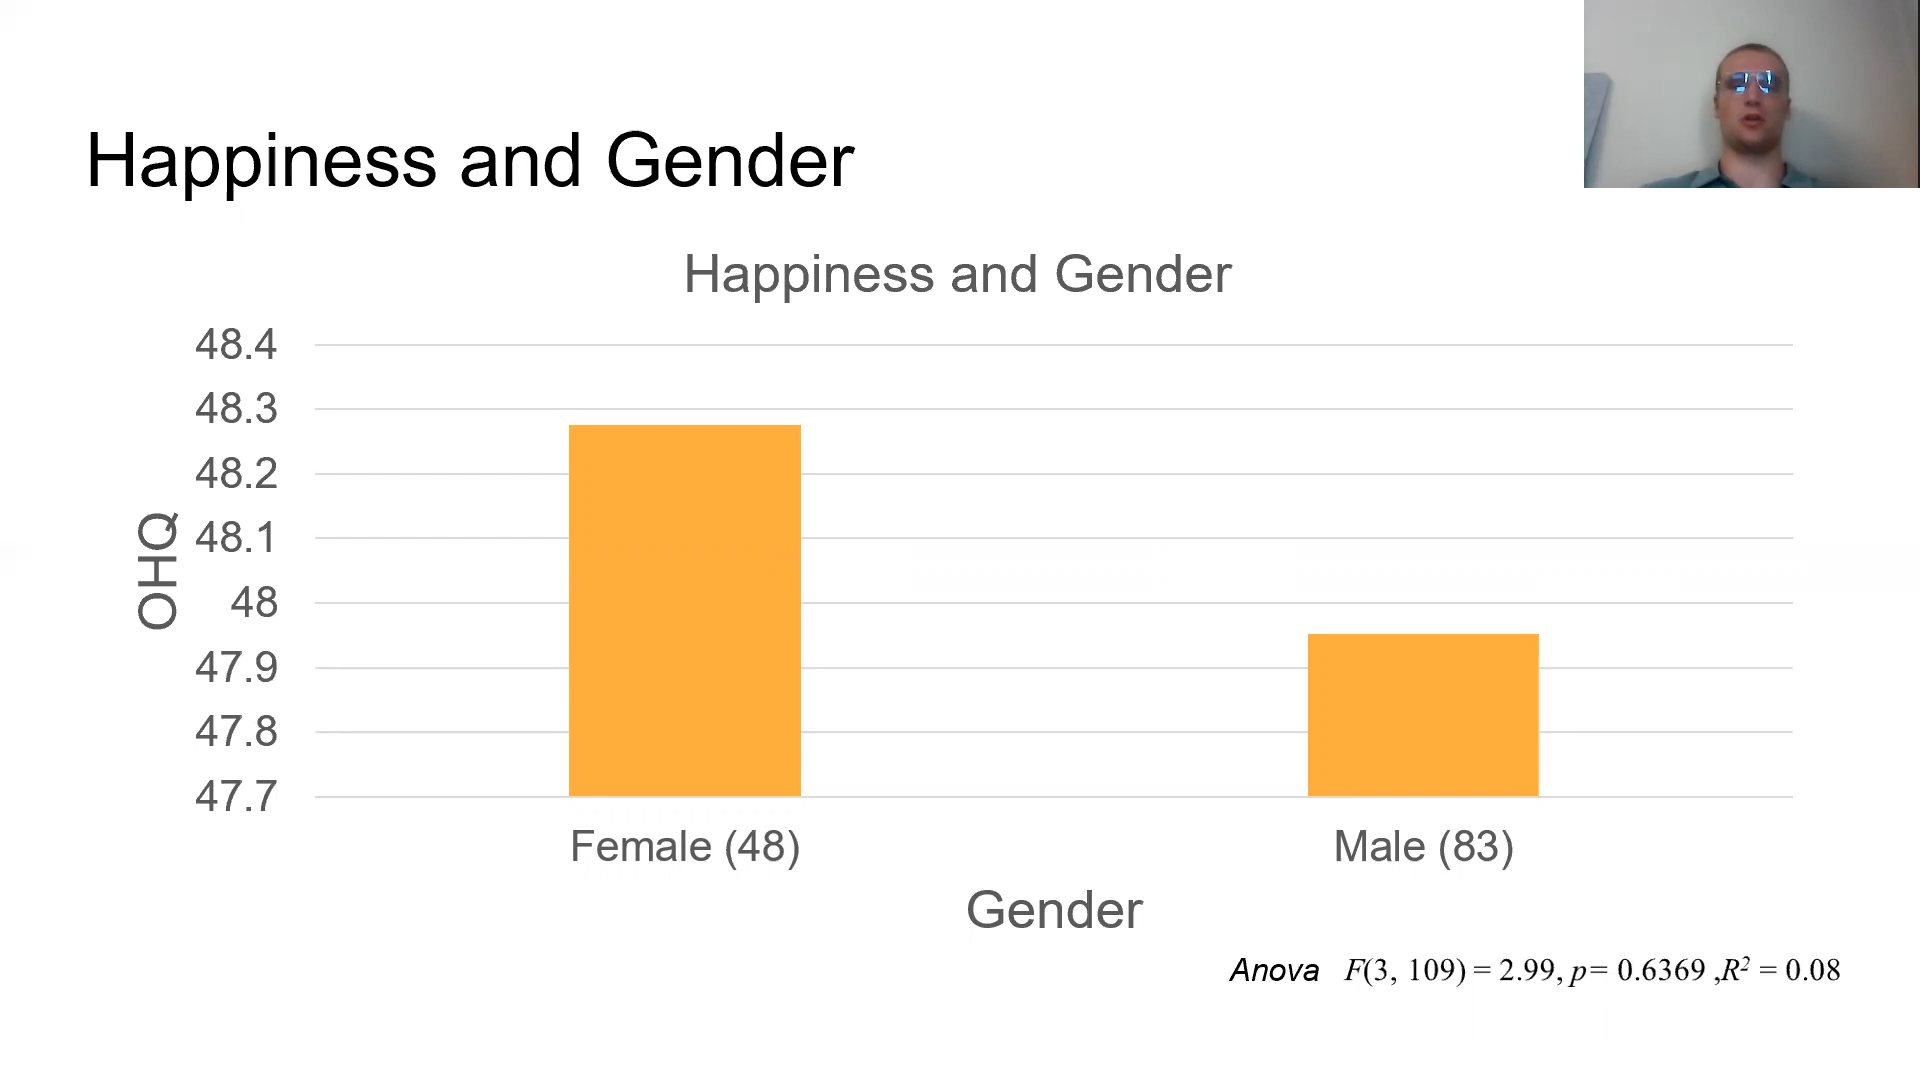 Happiness and Gender
Happiness and Gender
48.4
48.3
48.2
48.1
48
47.9
47.8
47.7
OHQ
Female (48)
Male (83)
Gender
Anova F(3, 109) = 2.99, p= 0.6369 ,R² = 0.08